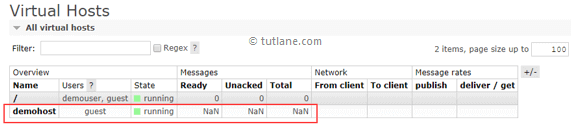 Virtual Hosts
All virtual hosts
© tutlane.com
Filter: Regex ? 2 items, page size up to 100
Overview Messages Network Message rates +/-
Name Users ? State Ready Unacked Total From client To client publish deliver / get
/ demouser, guest running 0 0 0
demohost guest running NaN NaN NaN